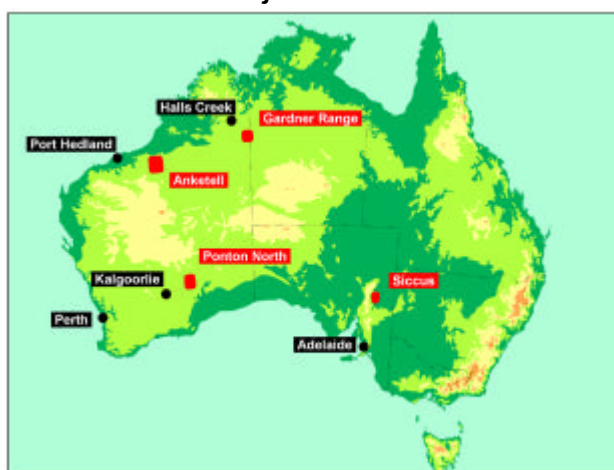 Halls Creek
Gardner Range
Port Hedland
Anketell
Ponton North
Kalgoorlie
Siccus
Perth
Adelaide